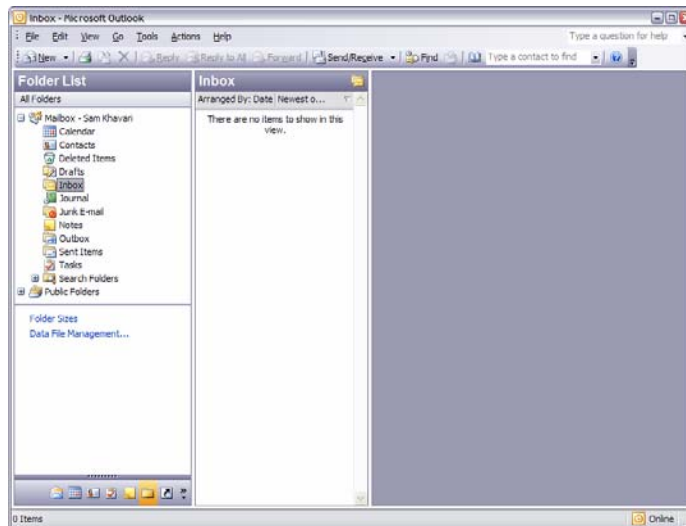 Inbox - Microsoft Outlook
File Edit View Go Tools Actions Help Type a question for help
New Reply Reply to All Forward Send/Receive Find Type a contact to find
Folder List
All Folders
Mailbox - Sam Khavari
Calendar
Contacts
Deleted Items
Drafts
Inbox
Journal
Junk E-mail
Notes
Outbox
Sent Items
Tasks
Search Folders
Public Folders
Folder Sizes
Data File Management...
Inbox
Arranged By: Date Newest o...
There are no items to show in this
view.
0 Items
Online